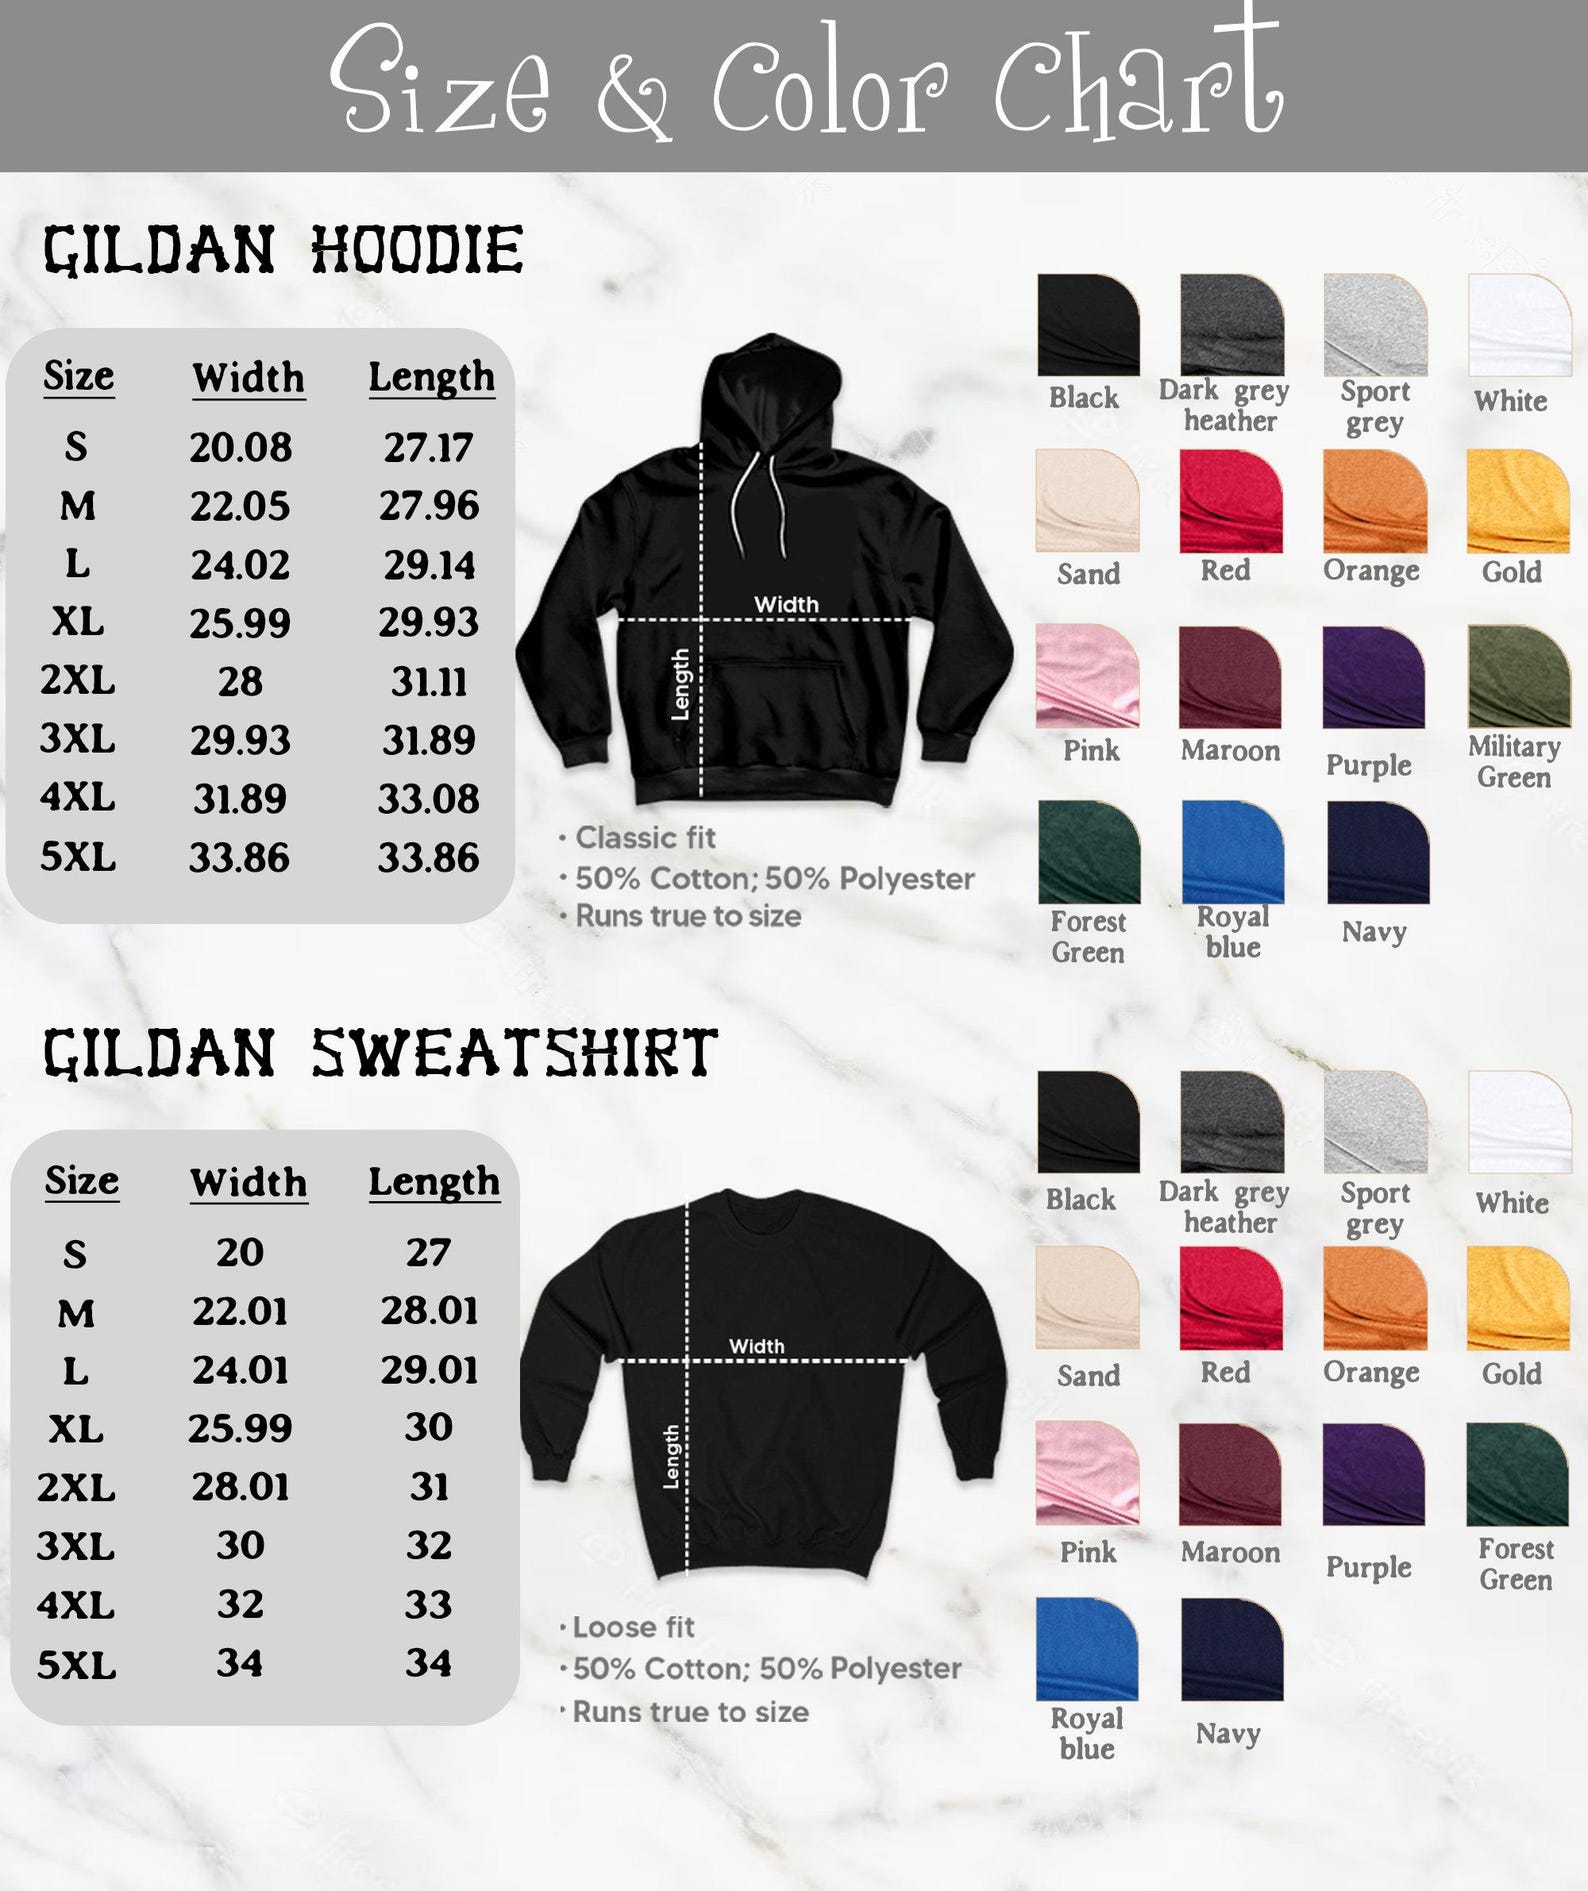 Size & Color Chart
GILDAN HOODIE
Size Width Length
S 20.08 27.17
M 22.05 27.96
L 24.02 29.14
XL 25.99 29.93
2XL 28 31.11
3XL 29.93 31.89
4XL 31.89 33.08
5XL 33.86 33.86
Width
Length
• Classic fit
• 50% Cotton; 50% Polyester
• Runs true to size
Black
Dark grey
heather
Sport
grey
White
Sand
Red
Orange
Gold
Pink
Maroon
Purple
Military
Green
Forest
Green
Royal
blue
Navy
GILDAN SWEATSHIRT
Size Width Length
S 20 27
M 22.01 28.01
L 24.01 29.01
XL 25.99 30
2XL 28.01 31
3XL 30 32
4XL 32 33
5XL 34 34
Width
Length
• Loose fit
• 50% Cotton; 50% Polyester
• Runs true to size
Black
Dark grey
heather
Sport
grey
White
Sand
Red
Orange
Gold
Pink
Maroon
Purple
Forest
Green
Royal
blue
Navy